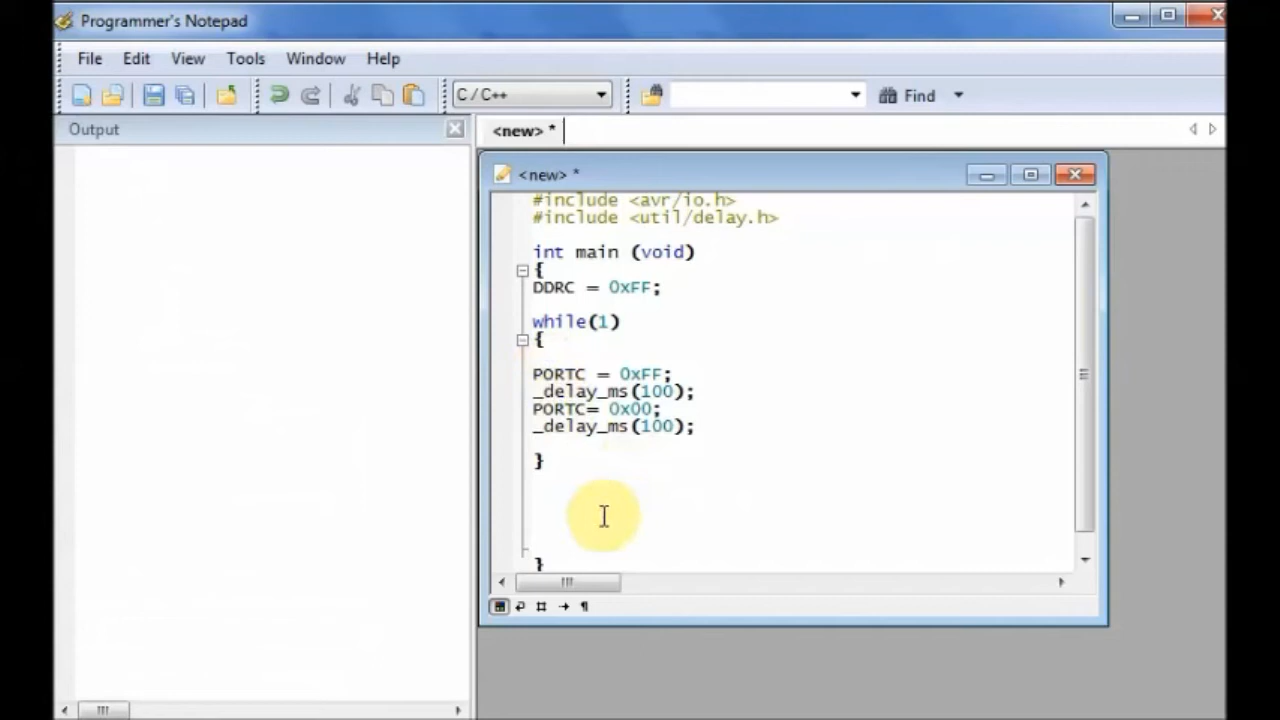 Programmer's Notepad
File Edit View Tools Window Help
C / C++ Find
Output
<new> *
<new> *
#include <avr/io.h>
#include <util/delay.h>
int main (void)
{
DDRC = 0xFF;
while(1)
{
PORTC = 0xFF;
_delay_ms(100);
PORTC= 0x00;
_delay_ms(100);
}
}